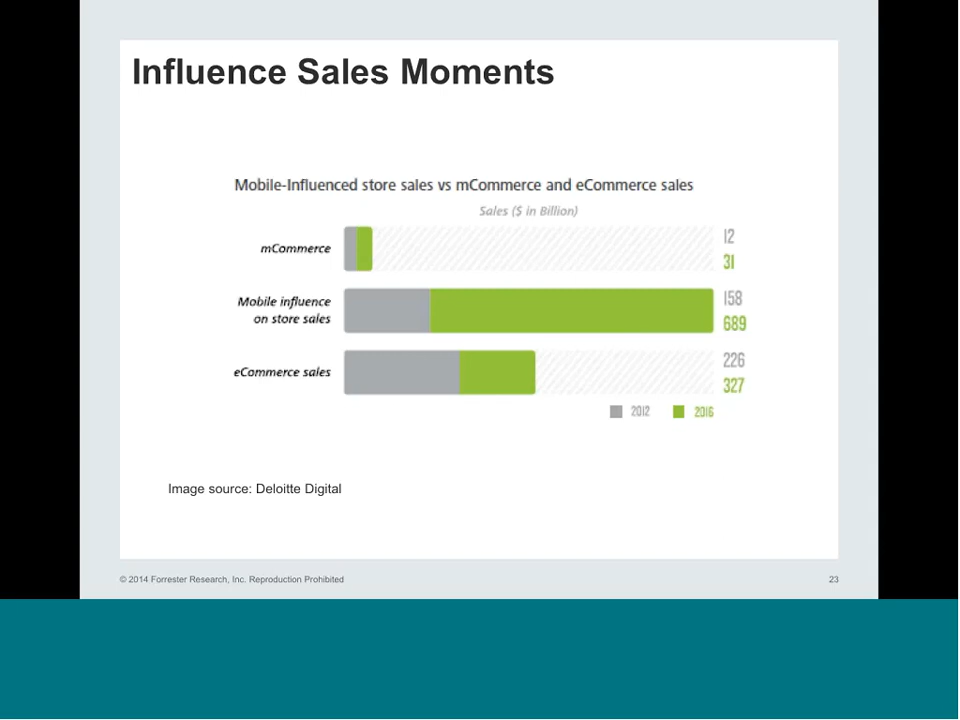 Influence Sales Moments
Mobile-Influenced store sales vs mCommerce and eCommerce sales
Sales ($ in Billion)
mCommerce
12
31
Mobile influence
on store sales
158
689
eCommerce sales
226
327
2012
2016
Image source: Deloitte Digital
© 2014 Forrester Research, Inc. Reproduction Prohibited
23